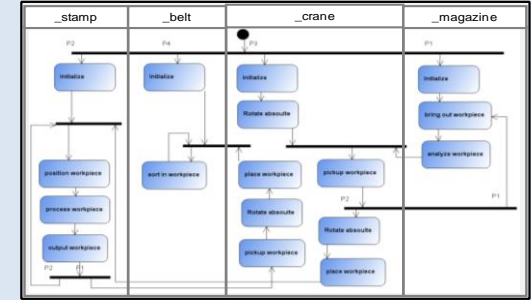 _stamp
_belt
_crane
_magazine
P2
P4
P3
P1
initialize
initialize
initialize
initialize
Rotate absoulte
bring out workpiece
analyze workpiece
position workpiece
sort in workpiece
place workpiece
pickup workpiece
P2
P1
process workpiece
Rotate absoulte
Rotate absoulte
output workpiece
pickup workpiece
place workpiece
P2
P1